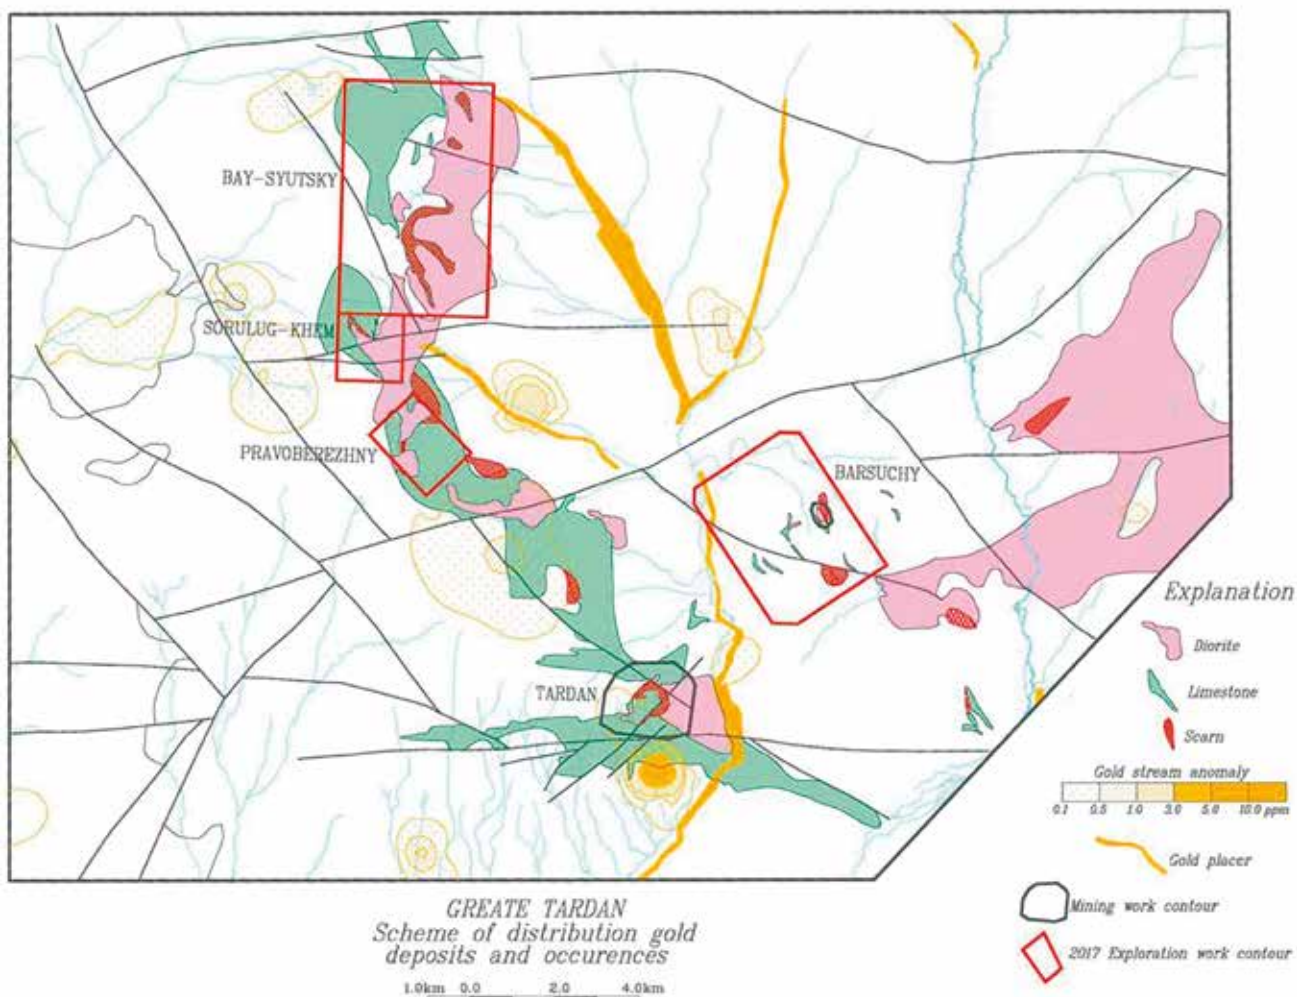 BAY-SYUTSKY
SORULUG-KHEM
PRAVOBEREZHNY
BARSUCHY
TARDAN
Explanation
Diorite
Limestone
Scarn
Gold stream anomaly
0.1 0.5 1.0 3.0 5.0 10.0 ppm
Gold placer
Mining work contour
2017 Exploration work contour
GREATE TARDAN
Scheme of distribution gold
deposits and occurences
1.0km 0.0 2.0 4.0km